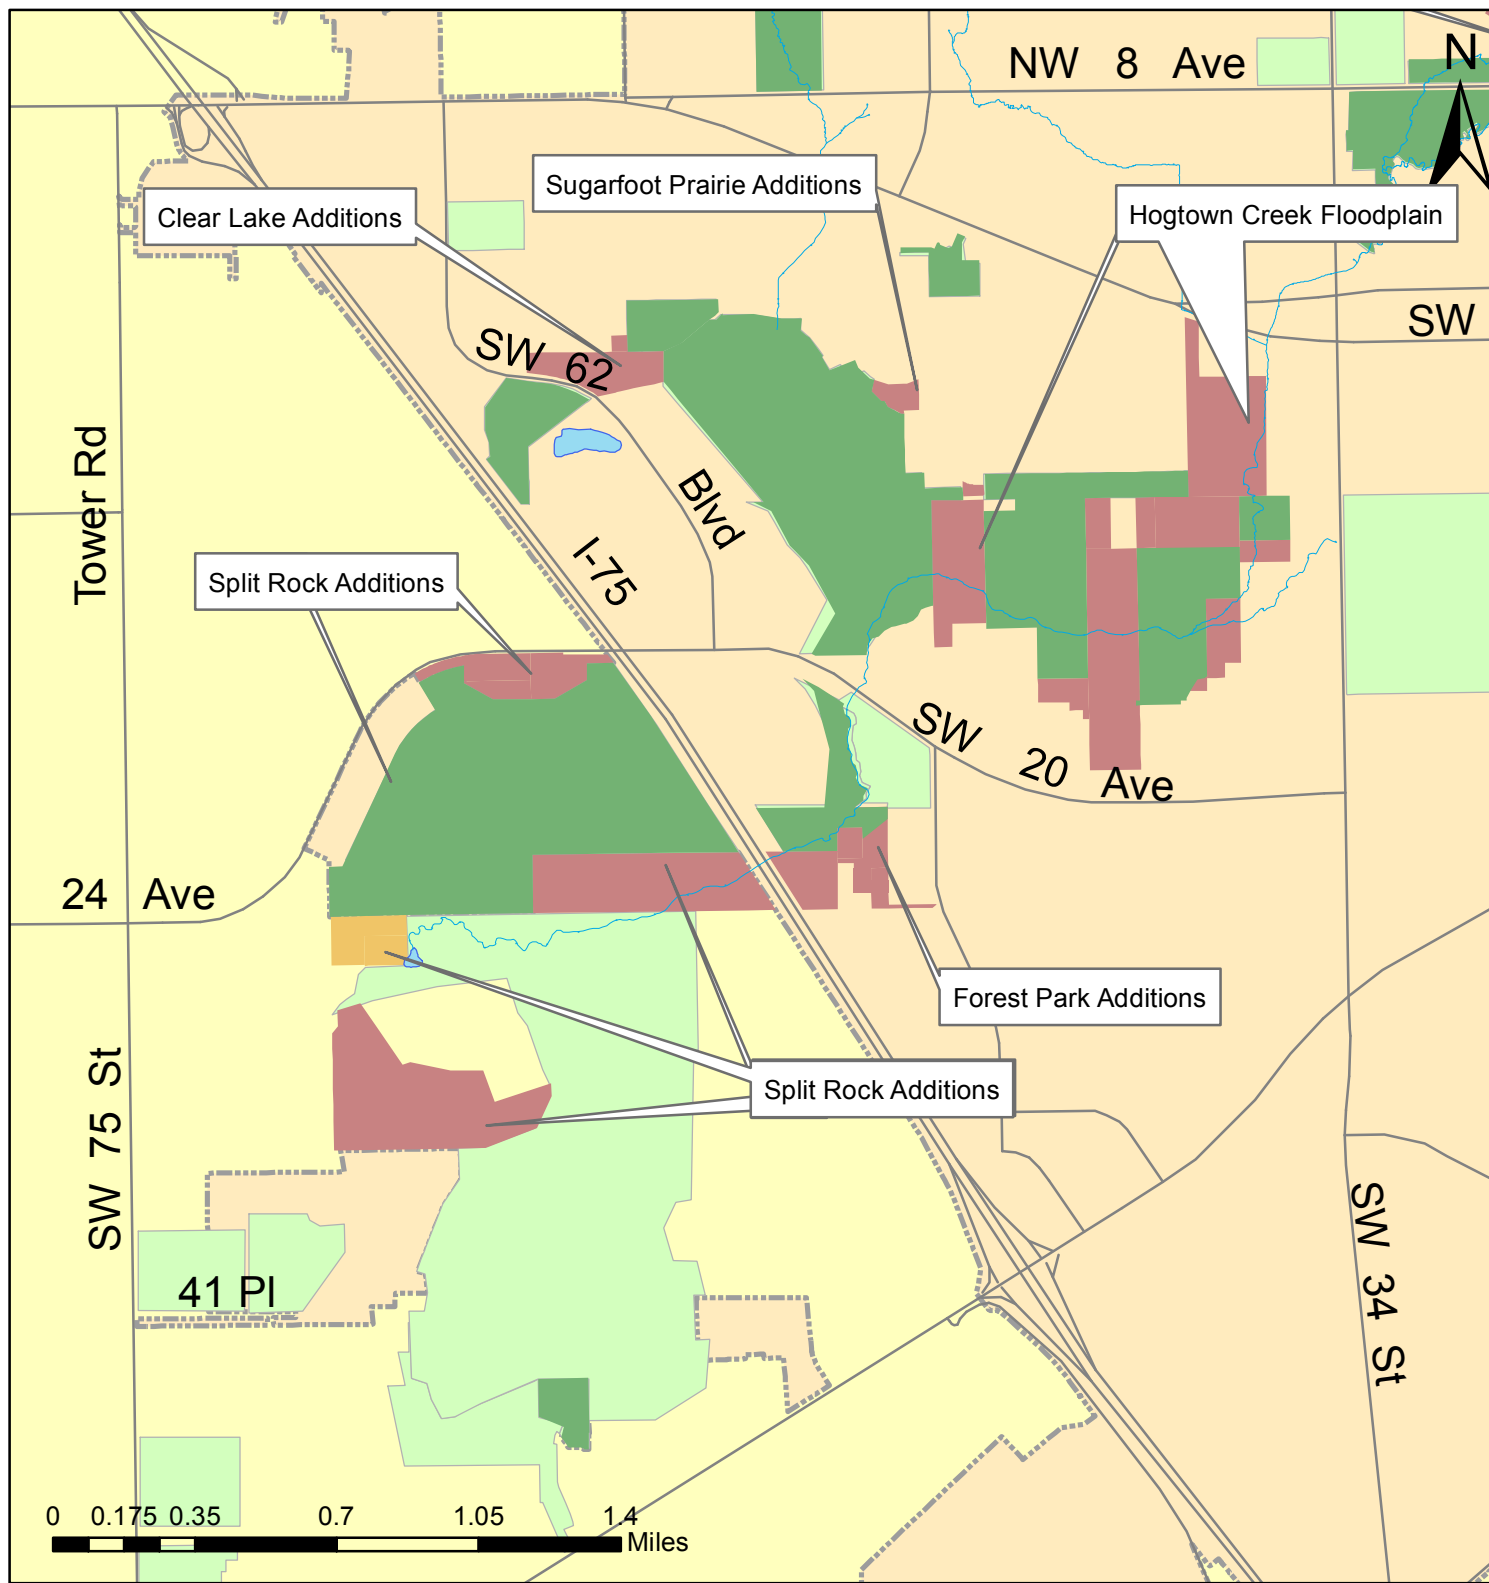 NW 8 Ave
N
Sugarfoot Prairie Additions
Clear Lake Additions
Hogtown Creek Floodplain
SW
SW 62
Blvd
Tower Rd
I-75
Split Rock Additions
SW 20 Ave
24 Ave
Forest Park Additions
Split Rock Additions
SW 75 St
SW 34 St
41 Pl
0 0.175 0.35 0.7 1.05 1.4
Miles